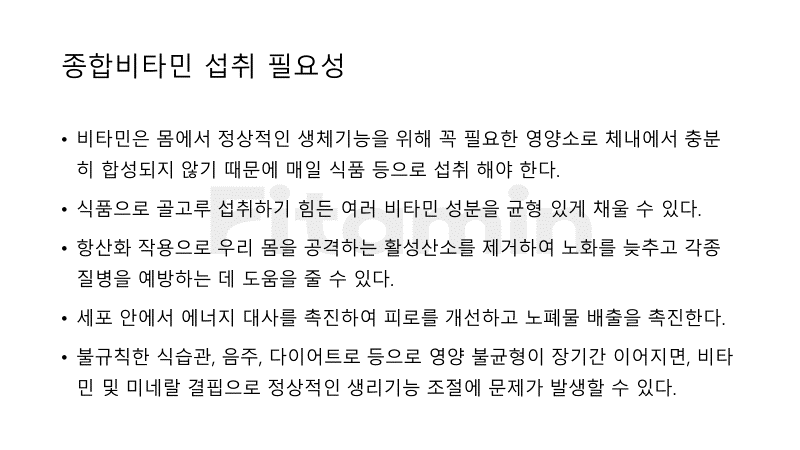 종합비타민 섭취 필요성
• 비타민은 몸에서 정상적인 생체기능을 위해 꼭 필요한 영양소로 체내에서 충분
히 합성되지 않기 때문에 매일 식품 등으로 섭취 해야 한다.
Fitamin
• 식품으로 골고루 섭취하기 힘든 여러 비타민 성분을 균형 있게 채울 수 있다.
• 항산화 작용으로 우리 몸을 공격하는 활성산소를 제거하여 노화를 늦추고 각종
질병을 예방하는 데 도움을 줄 수 있다.
• 세포 안에서 에너지 대사를 촉진하여 피로를 개선하고 노폐물 배출을 촉진한다.
• 불규칙한 식습관, 음주, 다이어트로 등으로 영양 불균형이 장기간 이어지면, 비타
민 및 미네랄 결핍으로 정상적인 생리기능 조절에 문제가 발생할 수 있다.